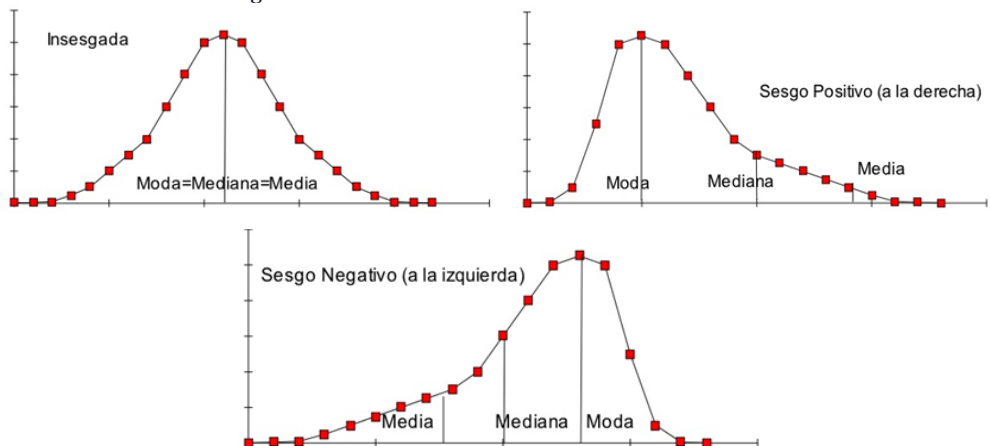 Insesgada
Moda=Mediana=Media
Sesgo Positivo (a la derecha)
Moda
Mediana
Media
Sesgo Negativo (a la izquierda)
Media
Mediana
Moda